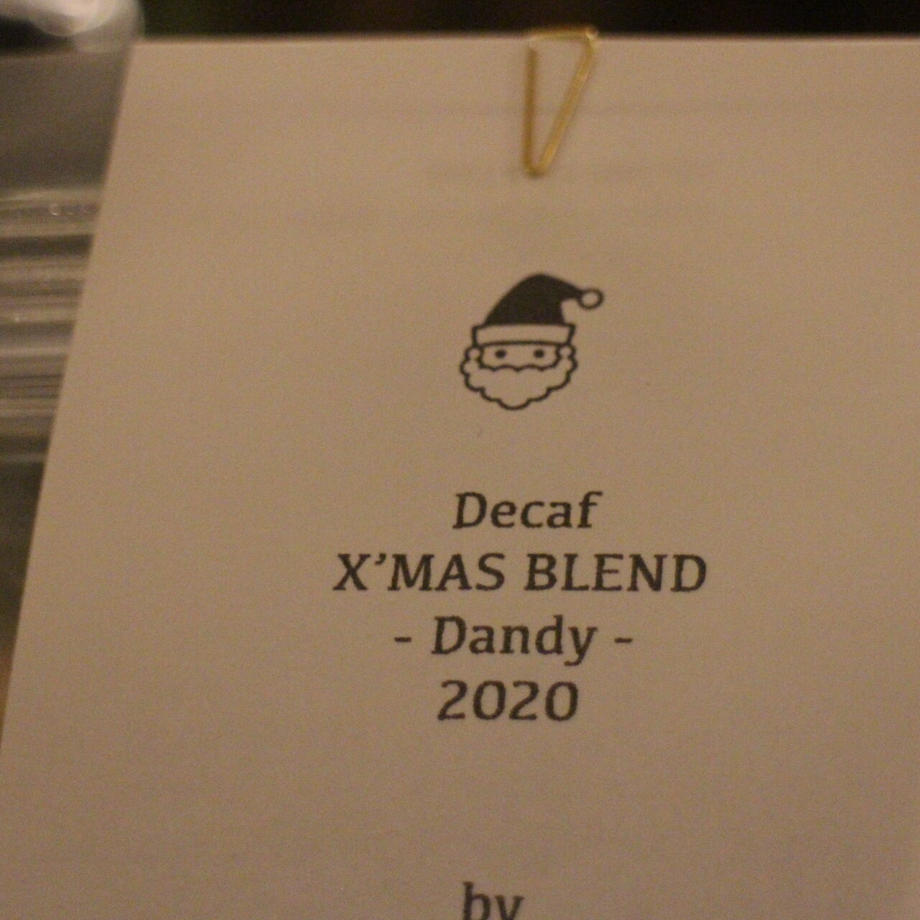 Decaf
X’MAS BLEND
- Dandy -
2020
by